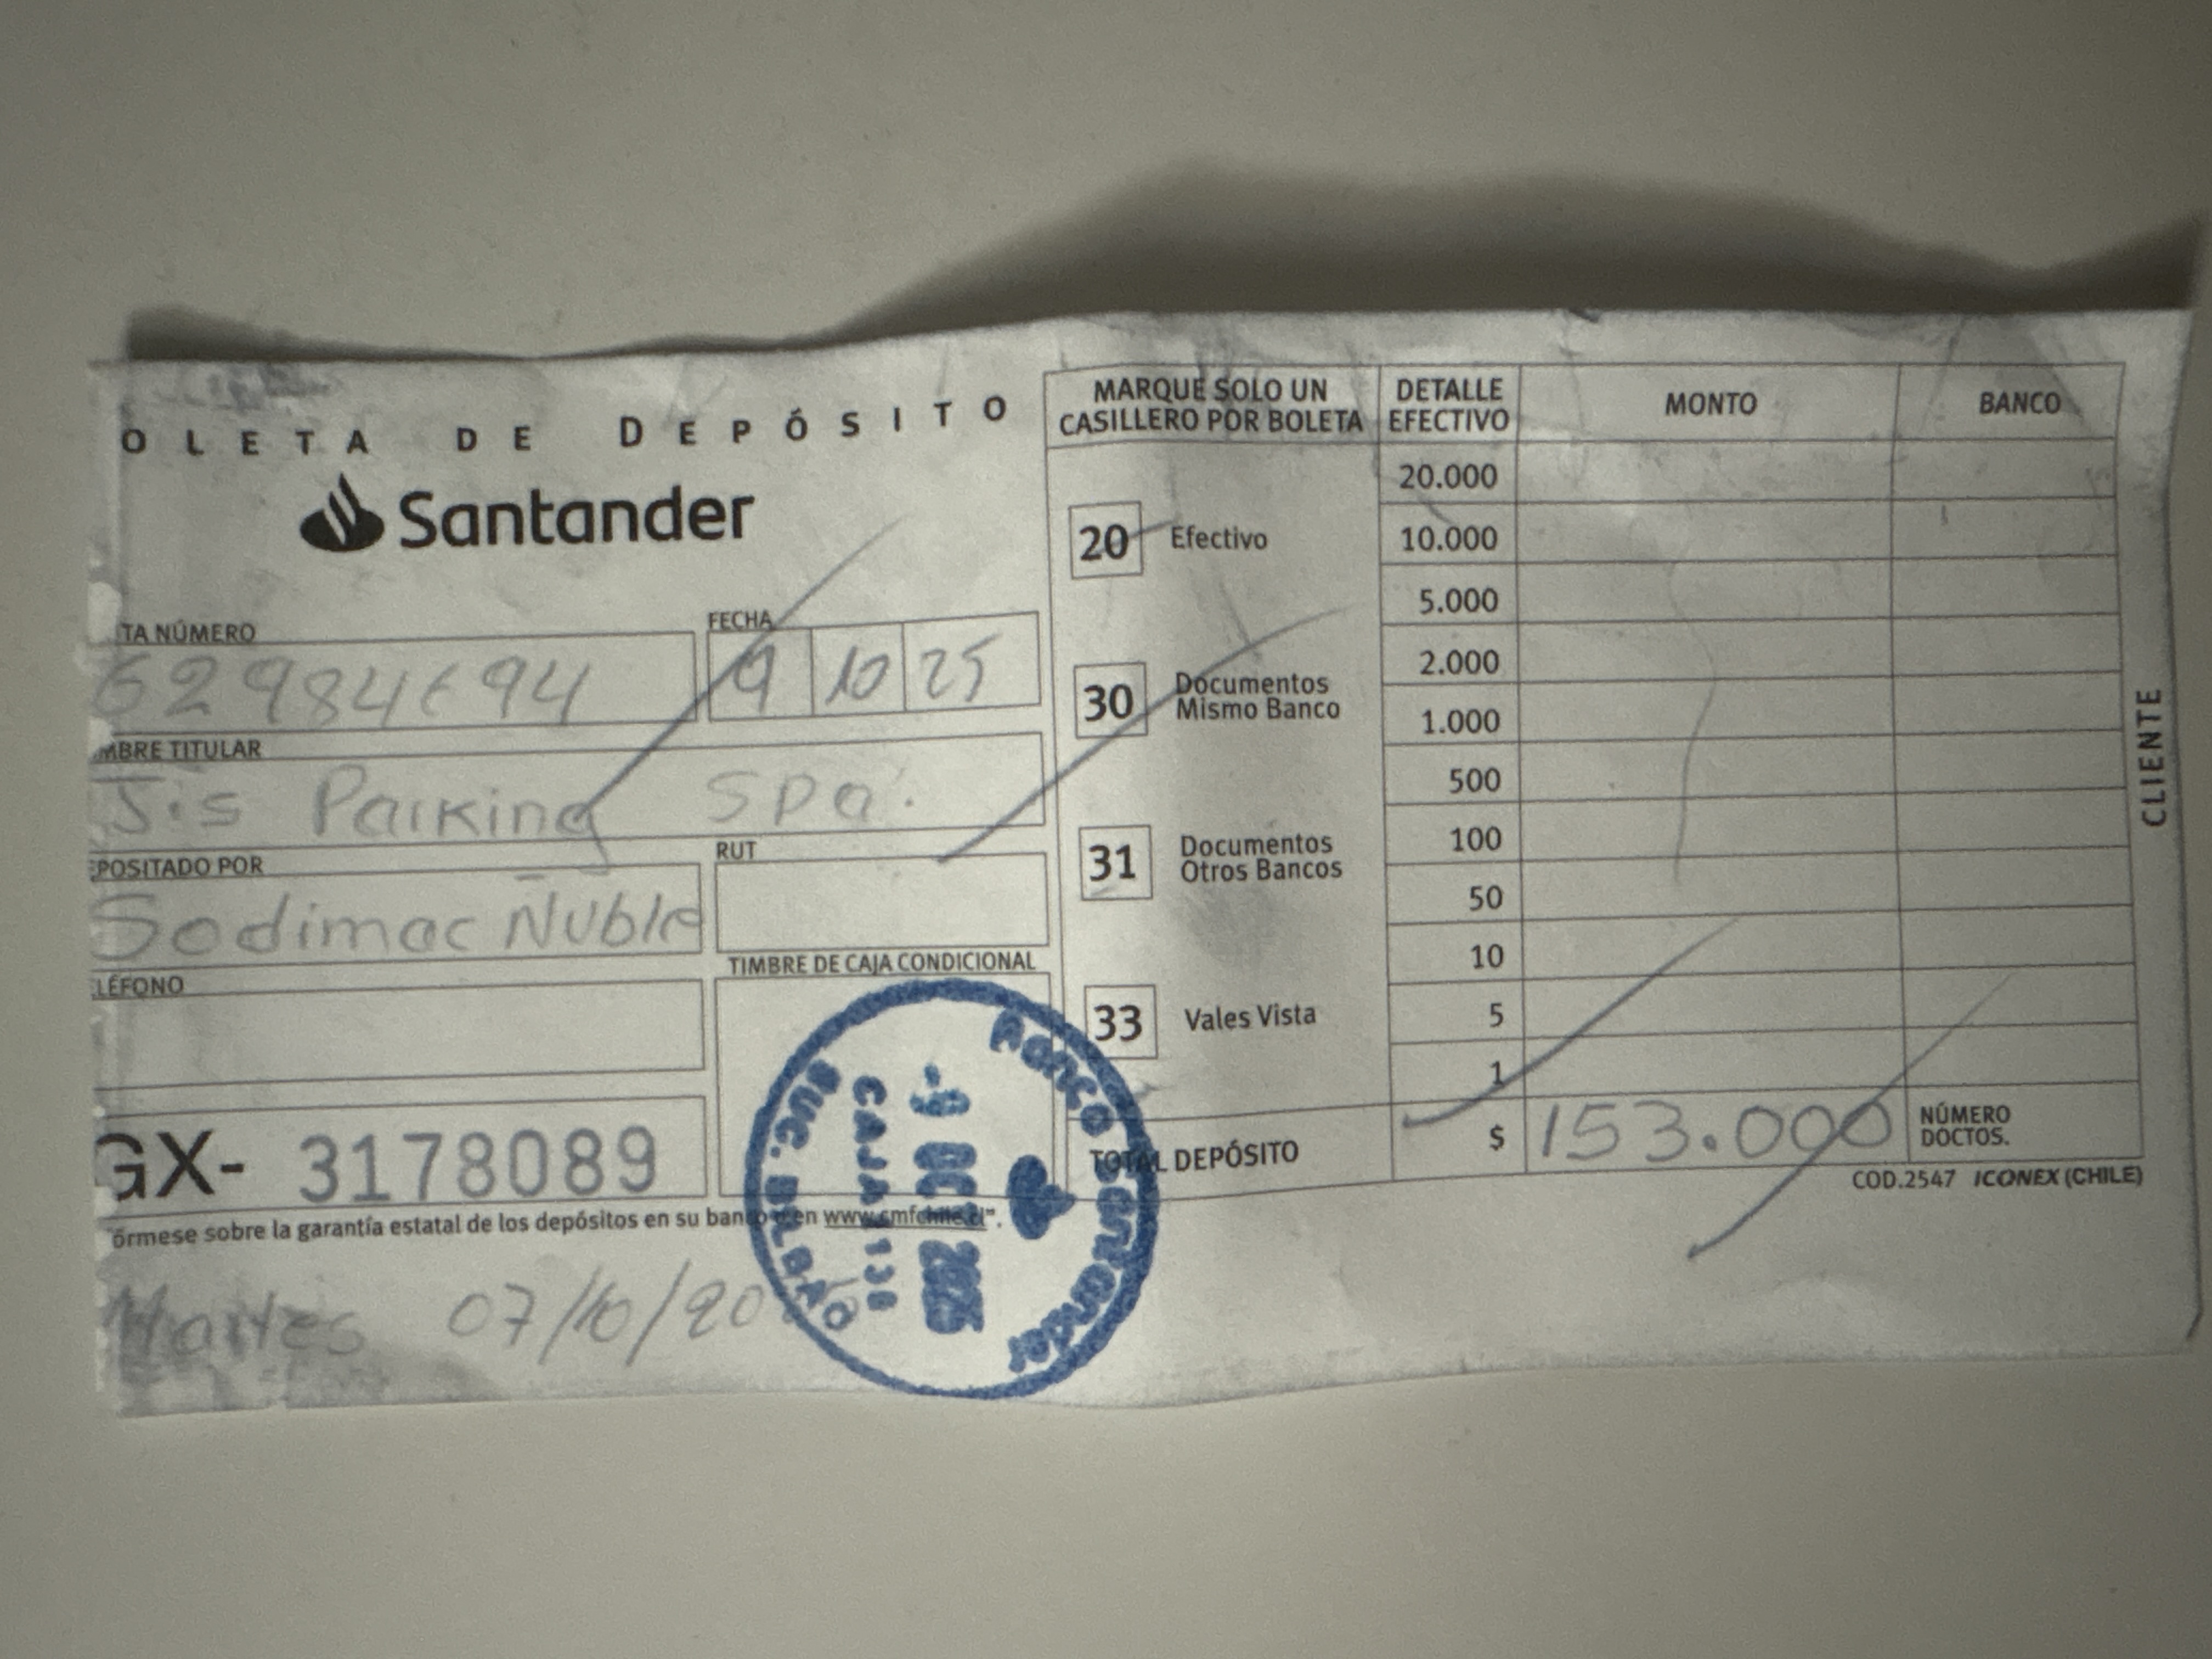 OLETA DE DEPÓSITO
Santander
TA NÚMERO
FECHA
9 10 25
MBRE TITULAR
Jis Parking Spa.
EPOSITADO POR
RUT
Sodimac Ñuble
LÉFONO
TIMBRE DE CAJA CONDICIONAL
GX- 3178089
órmese sobre la garantía estatal de los depósitos en su banco o en www.cmfchile.cl".
Martes 07/10/20
Banco Santander
2025
CAJA
SUC. BILBAO
MARQUE SOLO UN
CASILLERO POR BOLETA
20 Efectivo
30 Documentos
Mismo Banco
31 Documentos
Otros Bancos
33 Vales Vista
DETALLE
EFECTIVO
MONTO
BANCO
20.000
10.000
5.000
2.000
1.000
500
100
50
10
5
1
TOTAL DEPÓSITO $ 153.000
NÚMERO
DOCTOS.
COD.2547 ICONEX (CHILE)
CLIENTE